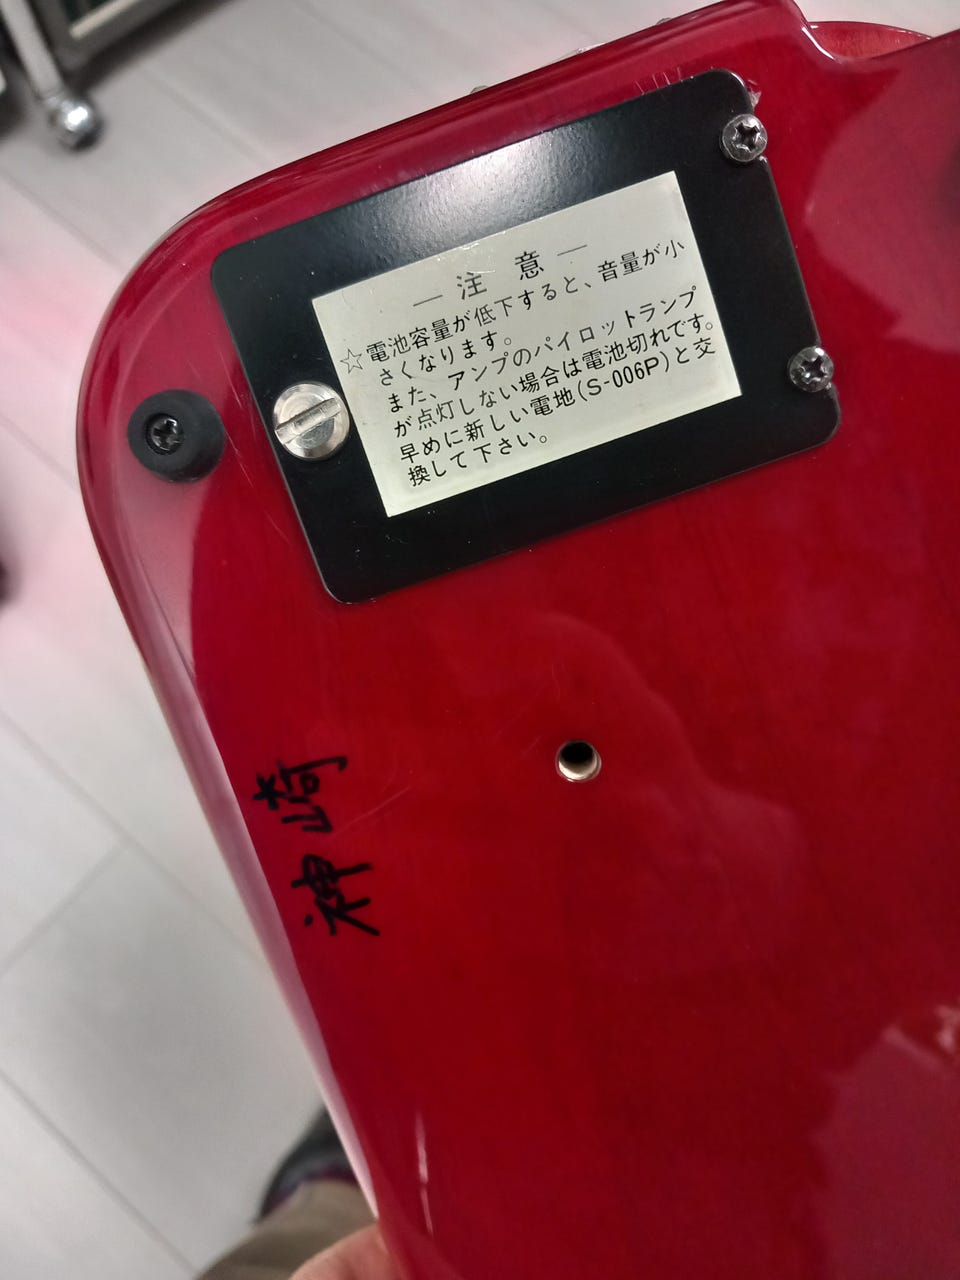 ― 注　意 ―
☆電池容量が低下すると、音量が小
さくなります。
また、アンプのパイロットランプ
が点灯しない場合は電池切れです。
早めに新しい電地(S-006P)と交
換して下さい。
神崎